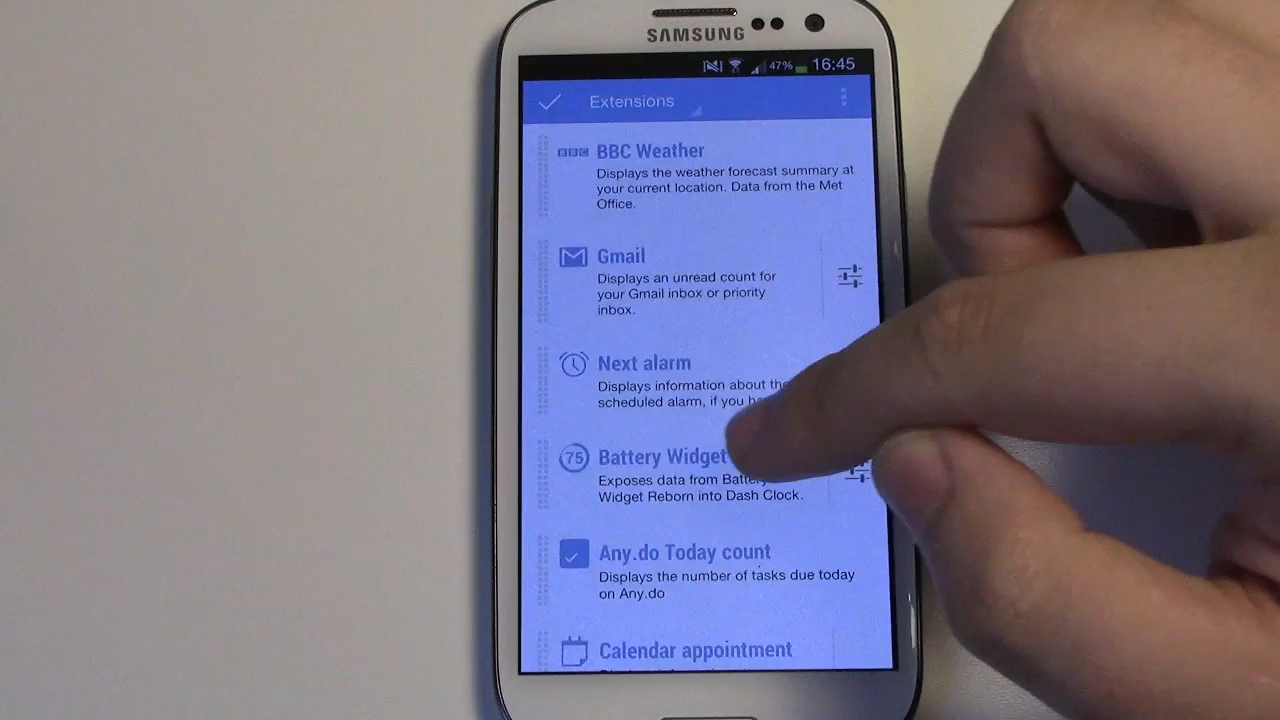 SAMSUNG
47% 16:45
Extensions
BBC BBC Weather
Displays the weather forecast summary at
your current location. Data from the Met
Office.
Gmail
Displays an unread count for
your Gmail inbox or priority
inbox.
Next alarm
Displays information about the
scheduled alarm, if you
75 Battery Widget
Exposes data from Battery
Widget Reborn into Dash Clock.
Any.do Today count
Displays the number of tasks due today
on Any.do
Calendar appointment